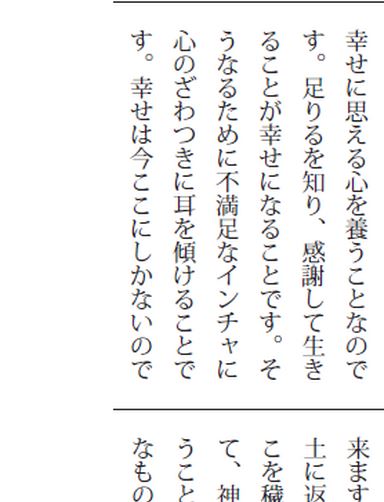 幸せに思える心を養うことなので
す。足りるを知り、感謝して生き
ることが幸せになることです。そ
うなるために不満足なインチャに
心のざわつきに耳を傾けることで
す。幸せは今ここにしかないので
来ます
土に返
こを穢
て、神
うこと
なもの